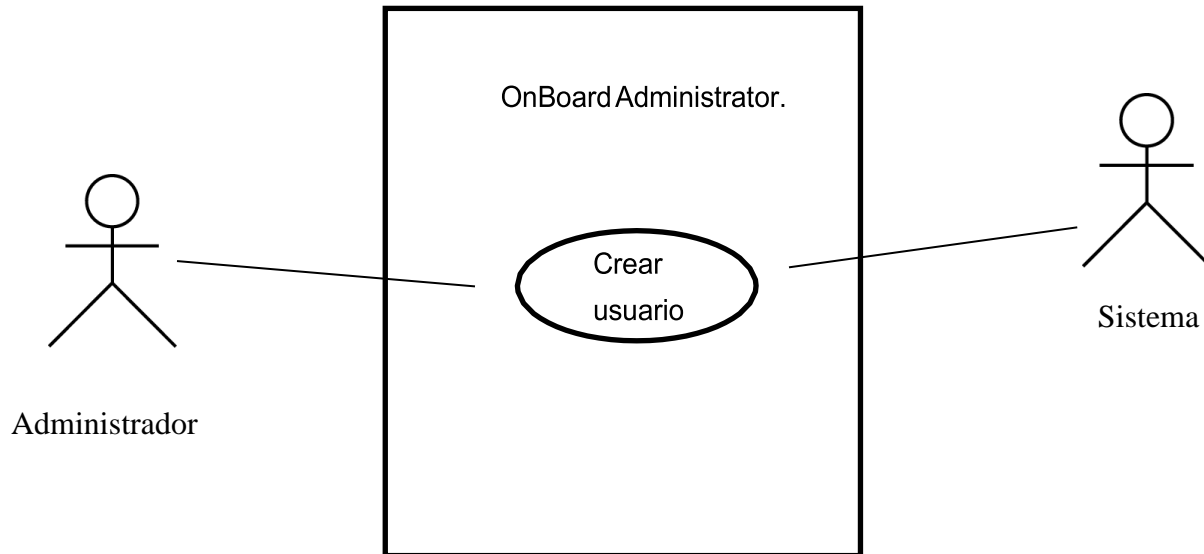 OnBoard Administrator.
Crear
usuario
Sistema
Administrador